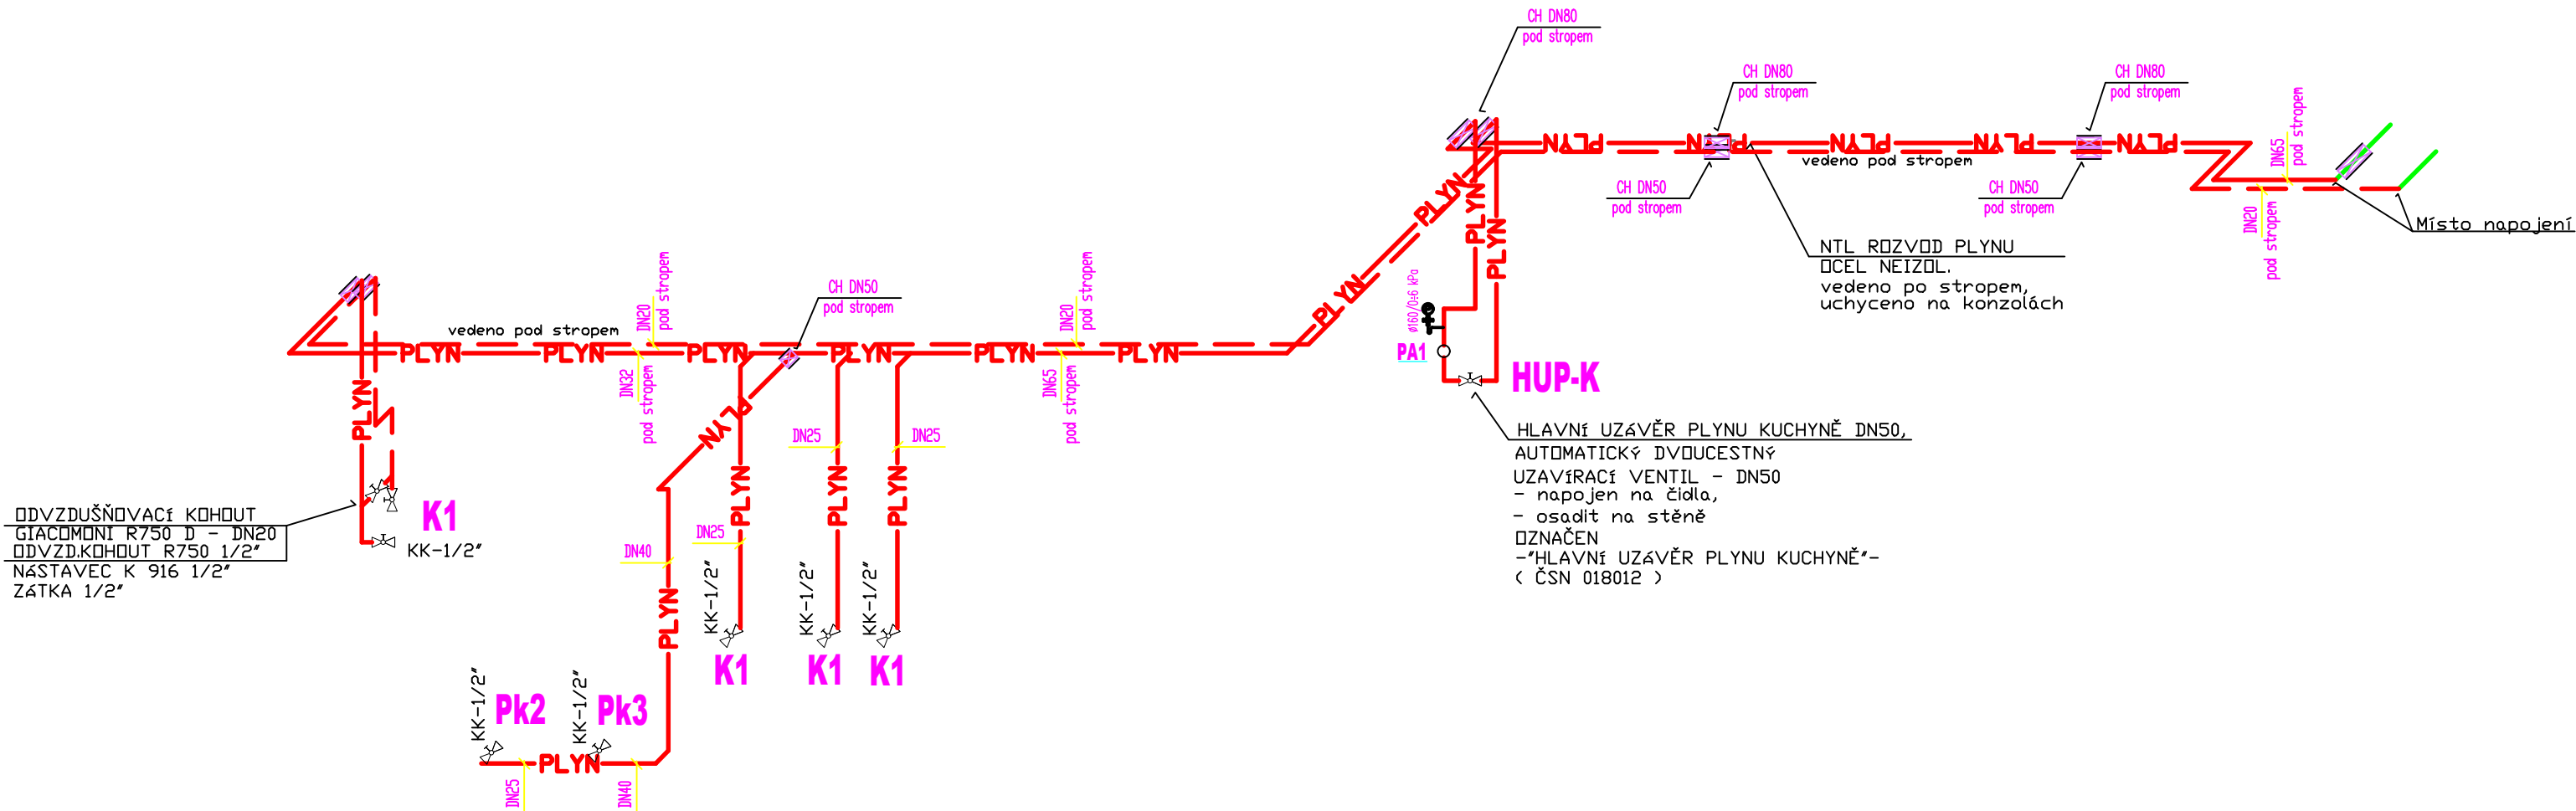 CH DN80
pod stropem
CH DN80
pod stropem
CH DN80
pod stropem
PLYN
PLYN
PLYN
PLYN
PLYN
vedeno pod stropem
CH DN50
pod stropem
CH DN50
pod stropem
DN65
pod stropem
DN20
pod stropem
Místo napojení
NTL ROZVOD PLYNU
OCEL NEIZOL.
vedeno po stropem,
uchyceno na konzolách
PLYN
PLYN
PLYN
PLYN
ø160/0÷6 kPa
PA1
HUP-K
HLAVNÍ UZÁVĚR PLYNU KUCHYNĚ DN50,
AUTOMATICKÝ DVOUCESTNÝ
UZAVÍRACÍ VENTIL - DN50
- napojen na čidla,
- osadit na stěně
OZNAČEN
-"HLAVNÍ UZÁVĚR PLYNU KUCHYNĚ"-
( ČSN 018012 )
vedeno pod stropem
DN20
pod stropem
CH DN50
pod stropem
DN20
pod stropem
PLYN
PLYN
PLYN
PLYN
PLYN
PLYN
DN32
pod stropem
DN65
pod stropem
PLYN
PLYN
DN25
DN25
PLYN
PLYN
PLYN
DN25
DN40
ODVZDUŠŇOVACÍ KOHOUT
GIACOMONI R750 D - DN20
ODVZD.KOHOUT R750 1/2"
NÁSTAVEC K 916 1/2"
ZÁTKA 1/2"
K1
KK-1/2"
KK-1/2"
KK-1/2"
KK-1/2"
K1
K1
K1
PLYN
KK-1/2"
Pk2
KK-1/2"
Pk3
PLYN
DN25
DN40